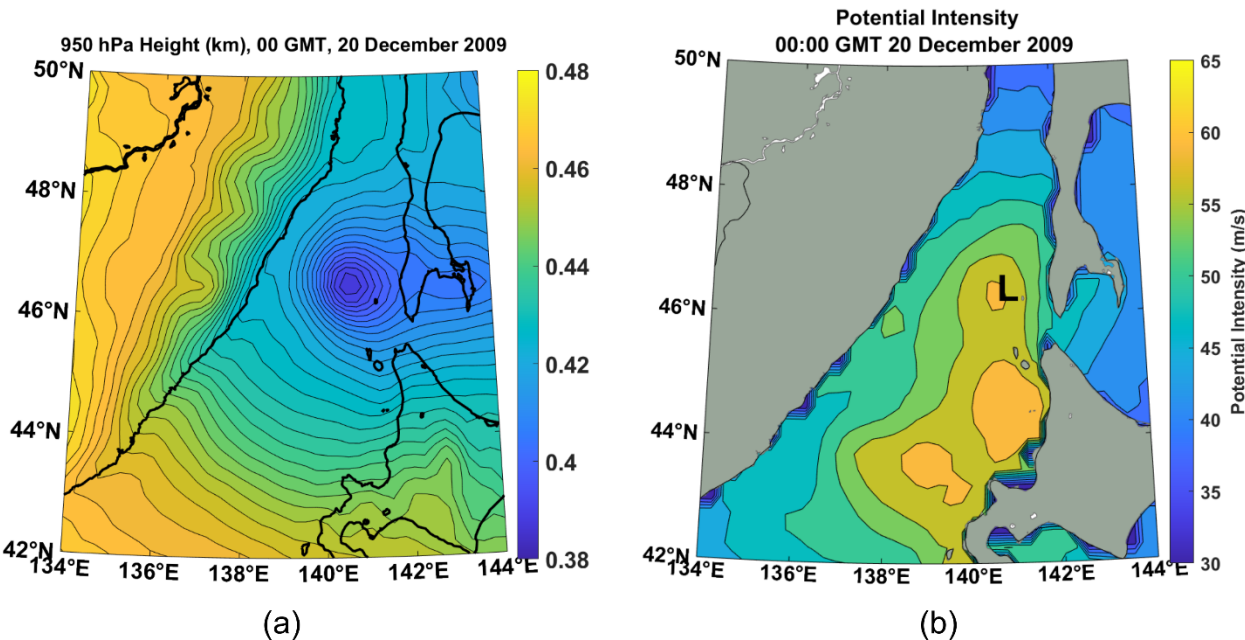 950 hPa Height (km), 00 GMT, 20 December 2009
50°N
48°N
46°N
44°N
42°N
134°E
136°E
138°E
140°E
142°E
144°E
0.48
0.46
0.44
0.42
0.4
0.38
(a)
Potential Intensity
00:00 GMT 20 December 2009
50°N
48°N
46°N
44°N
42°N
134°E
136°E
138°E
140°E
142°E
144°E
L
65
60
55
50
45
40
35
30
Potential Intensity (m/s)
(b)